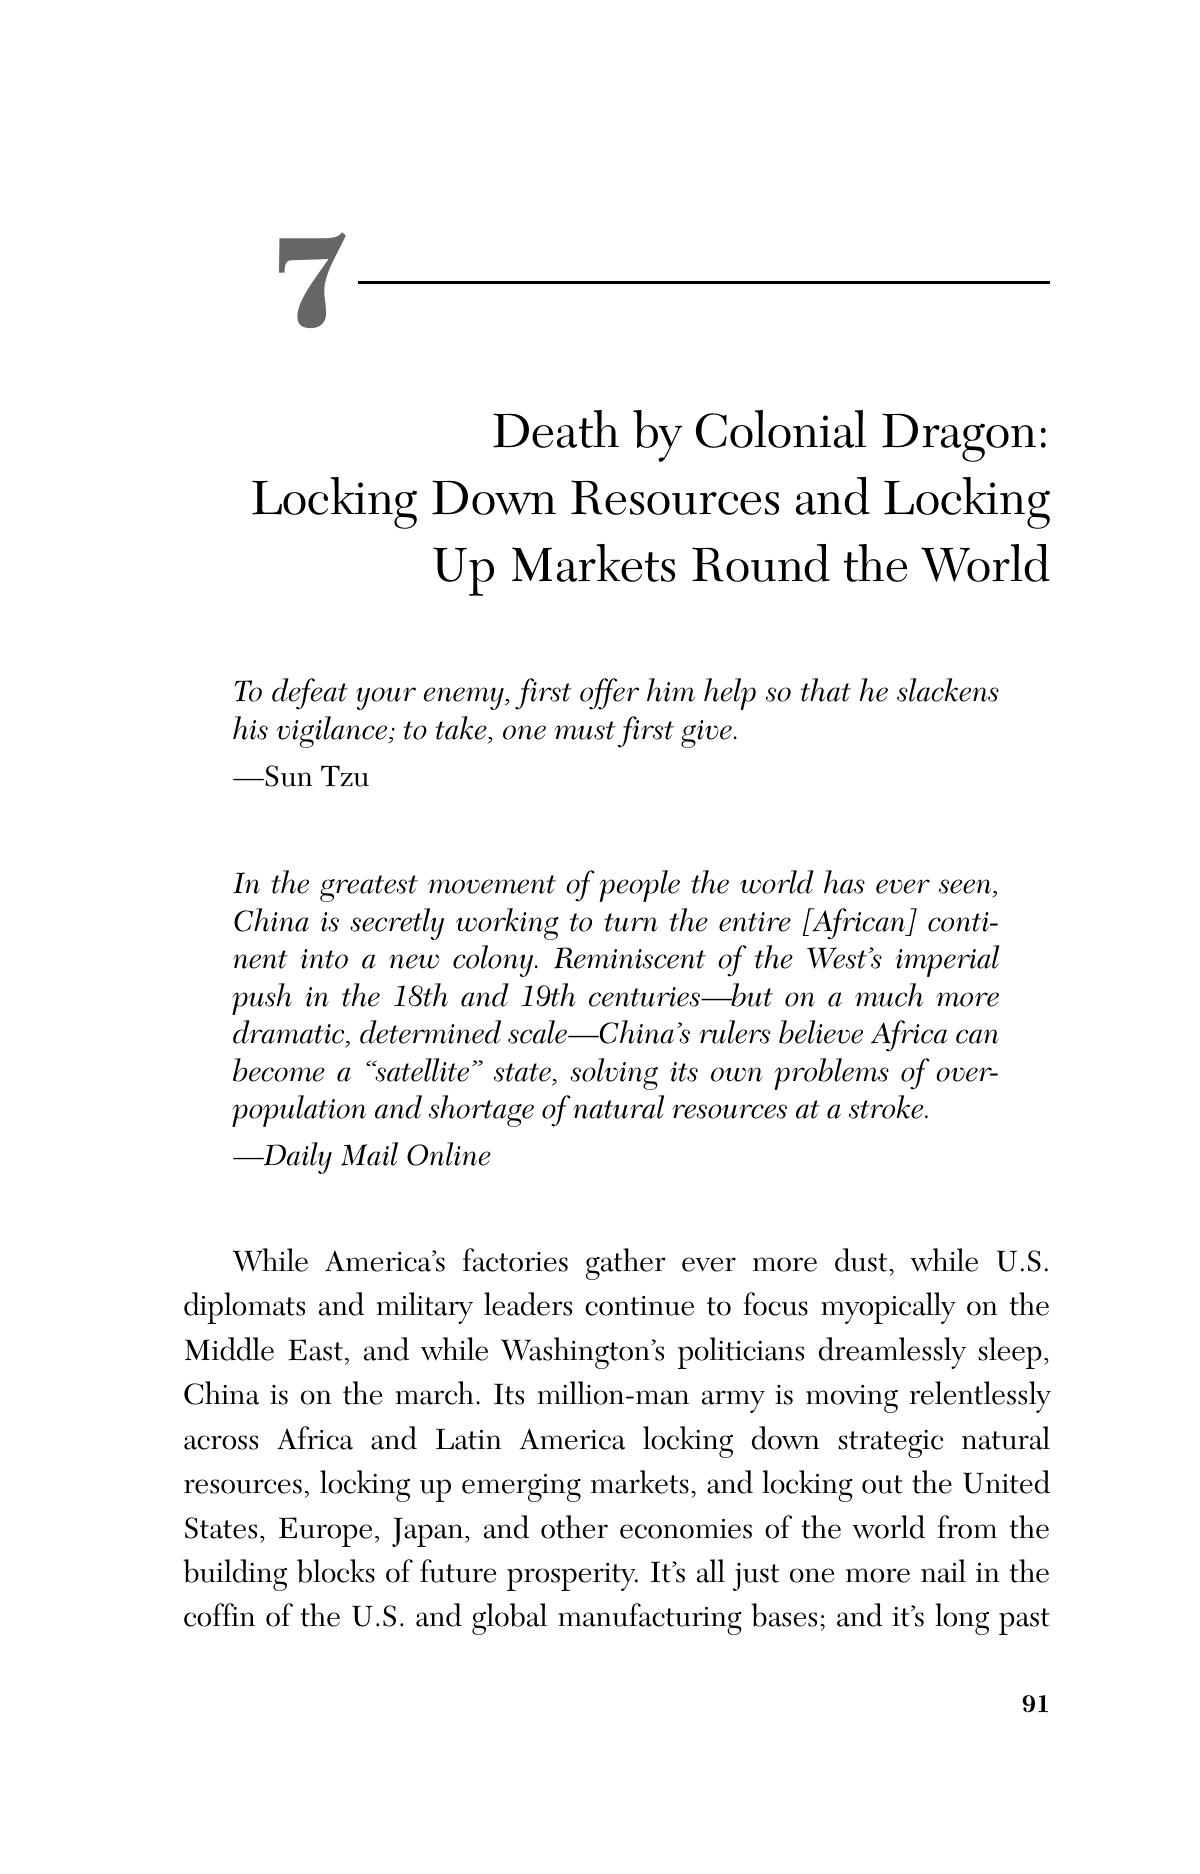 7
Death by Colonial Dragon:
Locking Down Resources and Locking
Up Markets Round the World
To defeat your enemy, first offer him help so that he slackens
his vigilance; to take, one must first give.
—Sun Tzu
In the greatest movement of people the world has ever seen,
China is secretly working to turn the entire [African] conti-
nent into a new colony. Reminiscent of the West’s imperial
push in the 18th and 19th centuries—but on a much more
dramatic, determined scale—China’s rulers believe Africa can
become a “satellite” state, solving its own problems of over-
population and shortage of natural resources at a stroke.
—Daily Mail Online
While America’s factories gather ever more dust, while U.S.
diplomats and military leaders continue to focus myopically on the
Middle East, and while Washington’s politicians dreamlessly sleep,
China is on the march. Its million-man army is moving relentlessly
across Africa and Latin America locking down strategic natural
resources, locking up emerging markets, and locking out the United
States, Europe, Japan, and other economies of the world from the
building blocks of future prosperity. It’s all just one more nail in the
coffin of the U.S. and global manufacturing bases; and it’s long past
91